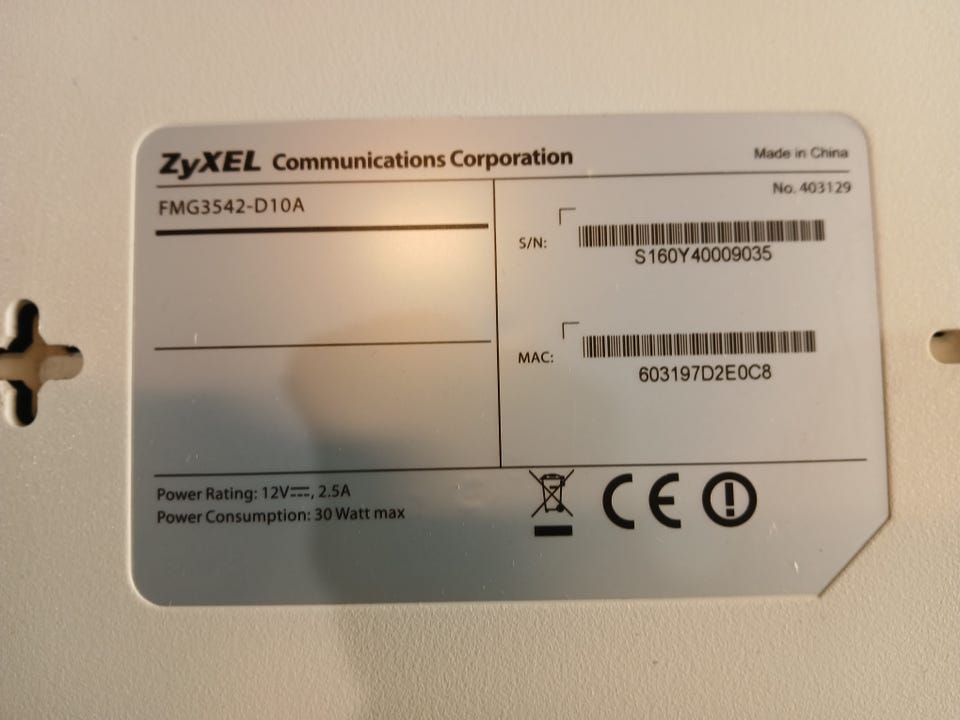 ZyXEL Communications Corporation
Made in China
FMG3542-D10A
No. 403129
S/N:
S160Y40009035
MAC:
603197D2E0C8
Power Rating: 12V⎓, 2.5A
Power Consumption: 30 Watt max
CE